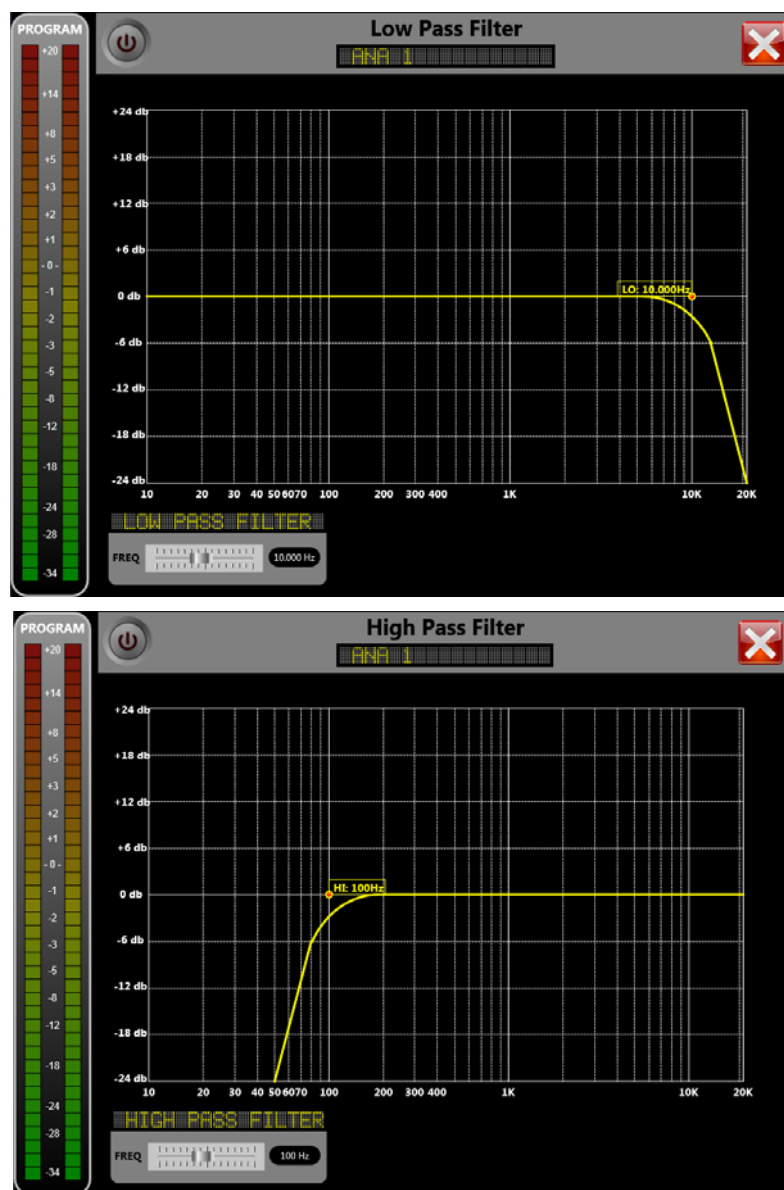 PROGRAM
Low Pass Filter
ANA 1
+20
+14
+8
+5
+3
+2
+1
- 0 -
-1
-2
-3
-5
-8
-12
-18
-24
-28
-34
+24 db
+18 db
+12 db
+6 db
0 db
-6 db
-12 db
-18 db
-24 db
LO: 10.000Hz
10 20 30 40 50 60 70 100 200 300 400 1K 10K 20K
LOW PASS FILTER
FREQ 10.000 Hz
PROGRAM
High Pass Filter
ANA 1
+20
+14
+8
+5
+3
+2
+1
- 0 -
-1
-2
-3
-5
-8
-12
-18
-24
-28
-34
+24 db
+18 db
+12 db
+6 db
0 db
-6 db
-12 db
-18 db
-24 db
HI: 100Hz
10 20 30 40 50 60 70 100 200 300 400 1K 10K 20K
HIGH PASS FILTER
FREQ 100 Hz